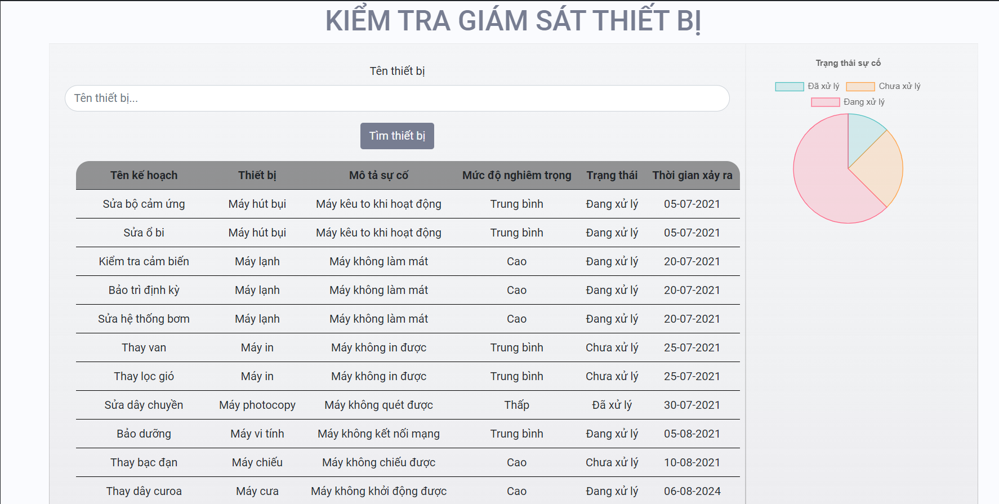 KIỂM TRA GIÁM SÁT THIẾT BỊ
Tên thiết bị
Tên thiết bị...
Tìm thiết bị
Tên kế hoạch Thiết bị Mô tả sự cố Mức độ nghiêm trọng Trạng thái Thời gian xảy ra
Sửa bộ cảm ứng Máy hút bụi Máy kêu to khi hoạt động Trung bình Đang xử lý 05-07-2021
Sửa ổ bi Máy hút bụi Máy kêu to khi hoạt động Trung bình Đang xử lý 05-07-2021
Kiểm tra cảm biến Máy lạnh Máy không làm mát Cao Đang xử lý 20-07-2021
Bảo trì định kỳ Máy lạnh Máy không làm mát Cao Đang xử lý 20-07-2021
Sửa hệ thống bơm Máy lạnh Máy không làm mát Cao Đang xử lý 20-07-2021
Thay van Máy in Máy không in được Trung bình Chưa xử lý 25-07-2021
Thay lọc gió Máy in Máy không in được Trung bình Chưa xử lý 25-07-2021
Sửa dây chuyền Máy photocopy Máy không quét được Thấp Đã xử lý 30-07-2021
Bảo dưỡng Máy vi tính Máy không kết nối mạng Trung bình Đang xử lý 05-08-2021
Thay bạc đạn Máy chiếu Máy không chiếu được Cao Chưa xử lý 10-08-2021
Thay dây curoa Máy cưa Máy không khởi động được Cao Đang xử lý 06-08-2024
Trạng thái sự cố
Đã xử lý Chưa xử lý
Đang xử lý